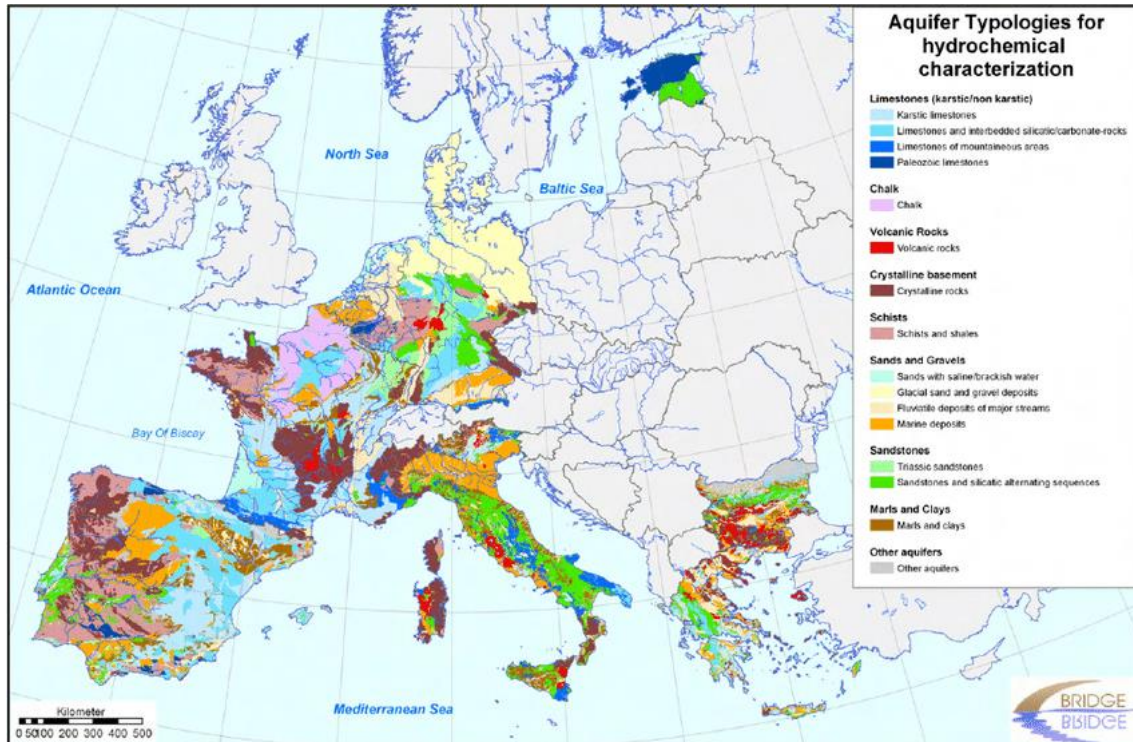 Aquifer Typologies for
hydrochemical
characterization
Limestones (karstic/non karstic)
Karstic limestones
Limestones and interbedded silicatic/carbonate-rocks
Limestones of mountaineous areas
Paleozoic limestones
Chalk
Chalk
Volcanic Rocks
Volcanic rocks
Crystalline basement
Crystalline rocks
Schists
Schists and shales
Sands and Gravels
Sands with saline/brackish water
Glacial sand and gravel deposits
Fluviatile deposits of major streams
Marine deposits
Sandstones
Triassic sandstones
Sandstones and silicatic alternating sequences
Marls and Clays
Marls and clays
Other aquifers
Other aquifers
North Sea
Baltic Sea
Atlantic Ocean
Bay Of Biscay
Mediterranean Sea
Kilometer
0 50100 200 300 400 500
BRIDGE